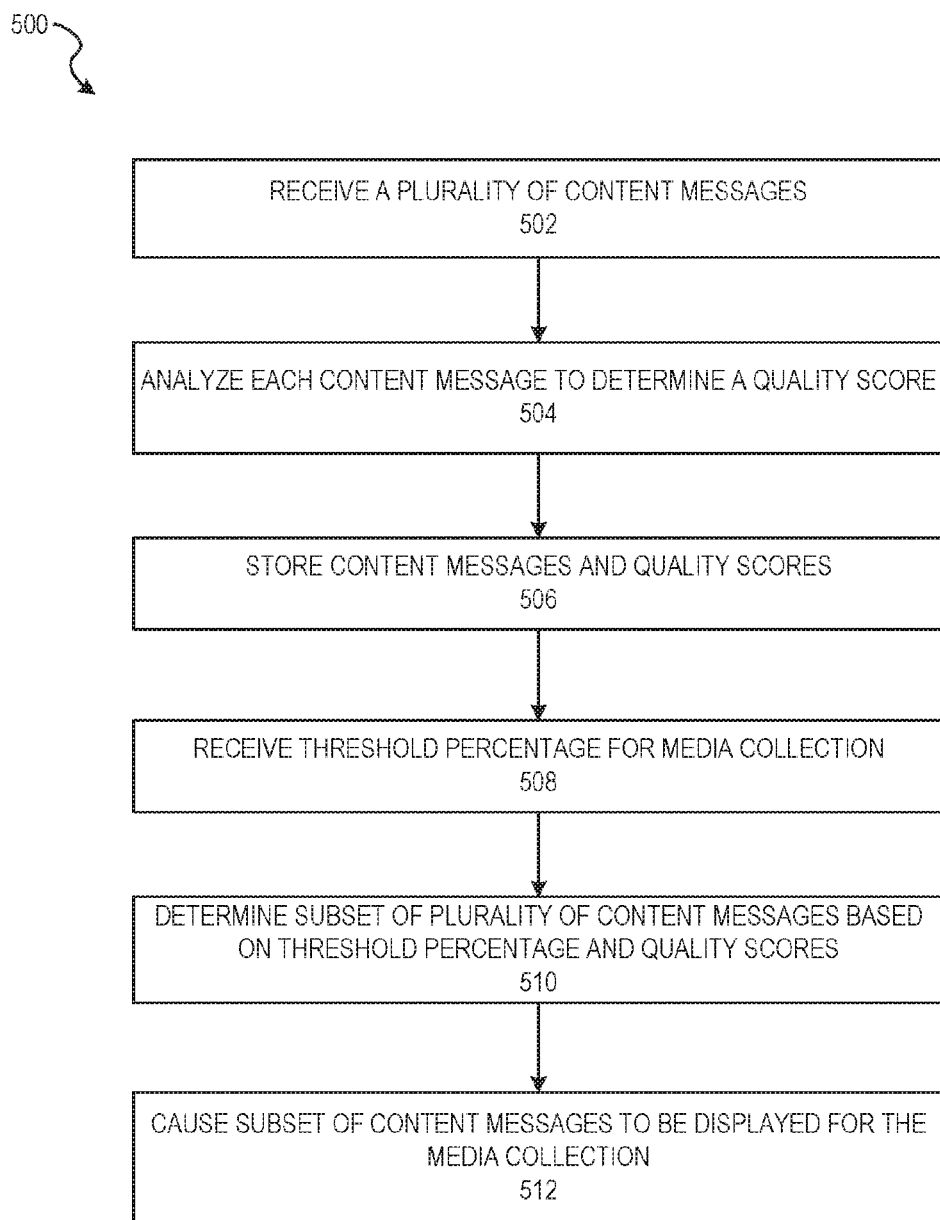 500
RECEIVE A PLURALITY OF CONTENT MESSAGES
502
ANALYZE EACH CONTENT MESSAGE TO DETERMINE A QUALITY SCORE
504
STORE CONTENT MESSAGES AND QUALITY SCORES
506
RECEIVE THRESHOLD PERCENTAGE FOR MEDIA COLLECTION
508
DETERMINE SUBSET OF PLURALITY OF CONTENT MESSAGES BASED
ON THRESHOLD PERCENTAGE AND QUALITY SCORES
510
CAUSE SUBSET OF CONTENT MESSAGES TO BE DISPLAYED FOR THE
MEDIA COLLECTION
512